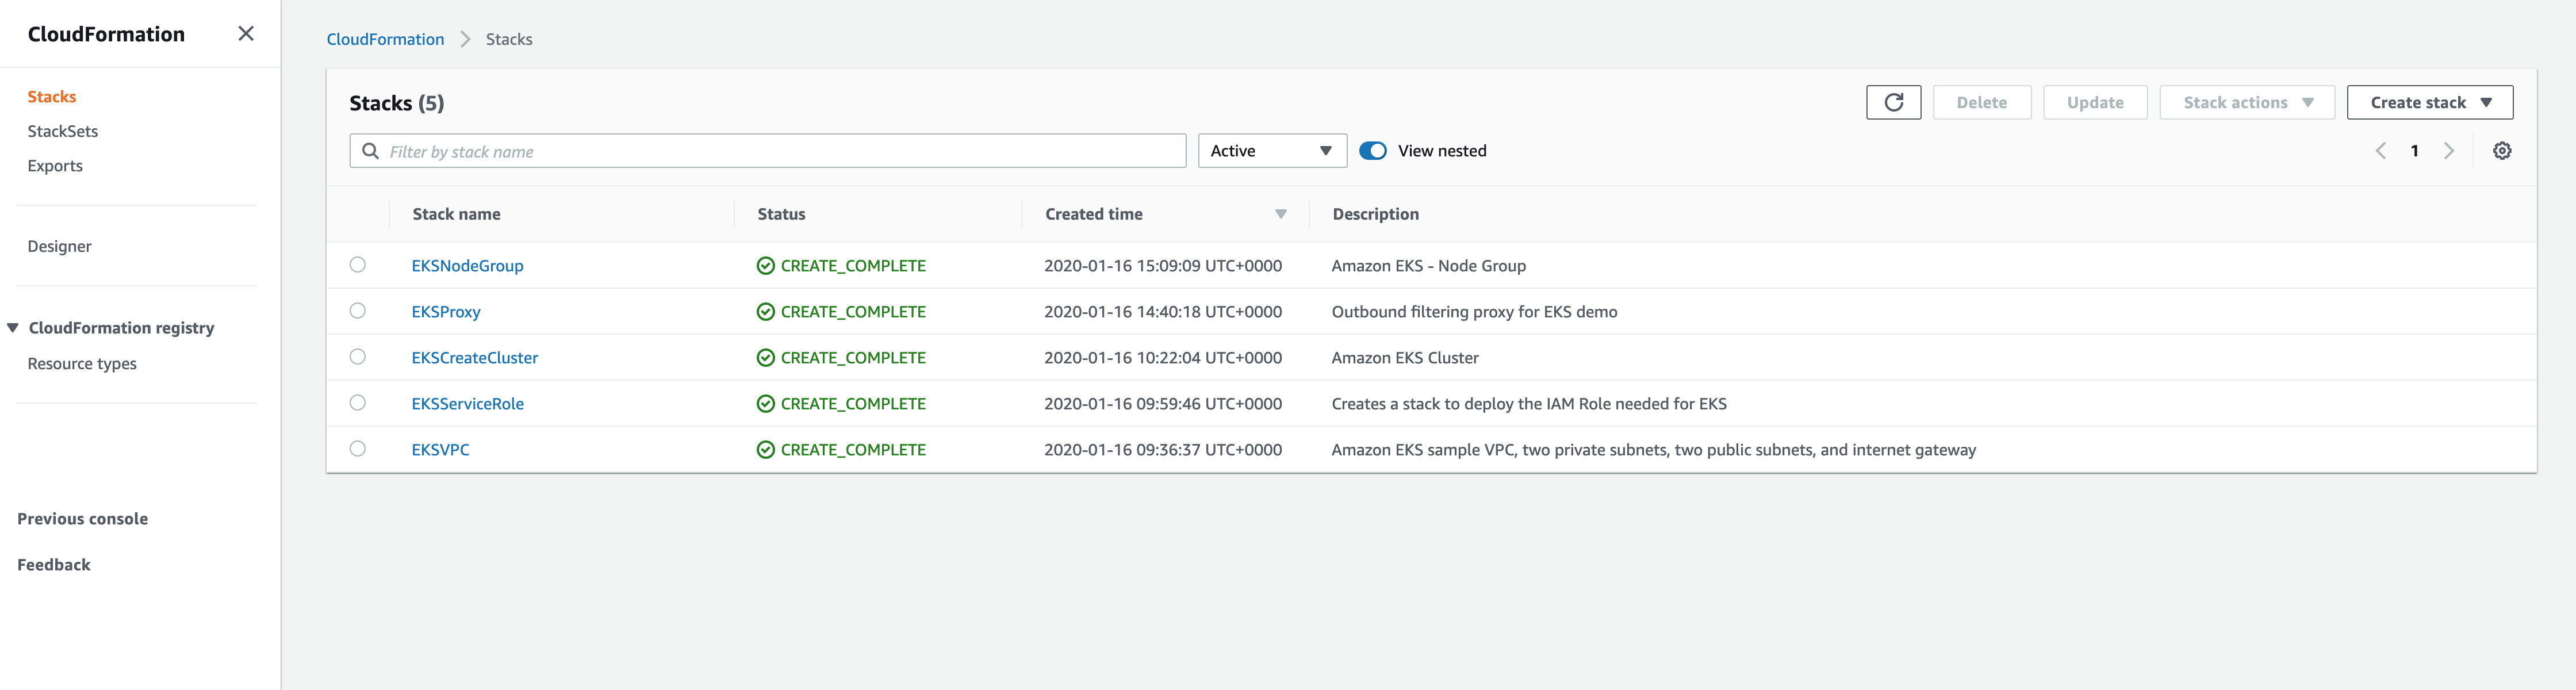 CloudFormation
Stacks
StackSets
Exports
Designer
CloudFormation registry
Resource types
Previous console
Feedback
CloudFormation > Stacks
Stacks (5)
Delete Update Stack actions Create stack
Filter by stack name Active View nested 1
Stack name Status Created time Description
EKSNodeGroup CREATE_COMPLETE 2020-01-16 15:09:09 UTC+0000 Amazon EKS - Node Group
EKSProxy CREATE_COMPLETE 2020-01-16 14:40:18 UTC+0000 Outbound filtering proxy for EKS demo
EKSCreateCluster CREATE_COMPLETE 2020-01-16 10:22:04 UTC+0000 Amazon EKS Cluster
EKSServiceRole CREATE_COMPLETE 2020-01-16 09:59:46 UTC+0000 Creates a stack to deploy the IAM Role needed for EKS
EKSVPC CREATE_COMPLETE 2020-01-16 09:36:37 UTC+0000 Amazon EKS sample VPC, two private subnets, two public subnets, and internet gateway